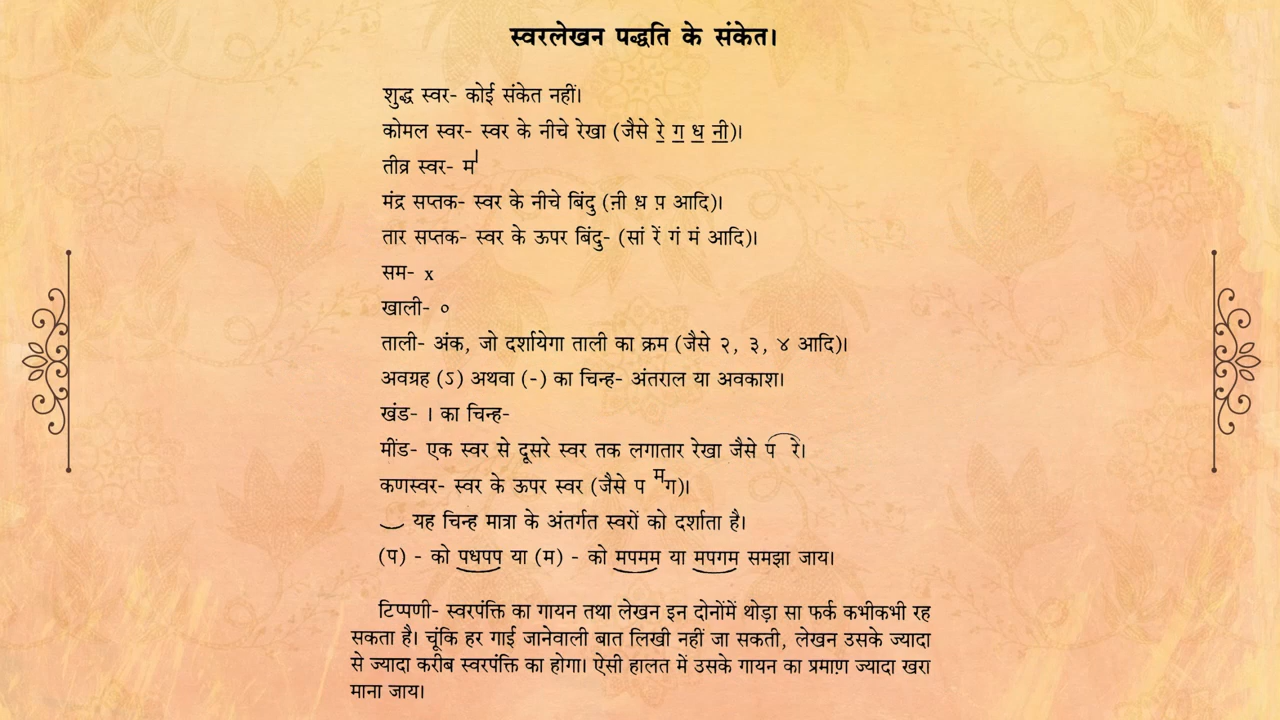 स्वरलेखन पद्धति के संकेत।
शुद्ध स्वर- कोई संकेत नहीं।
कोमल स्वर- स्वर के नीचे रेखा (जैसे रे॒ ग॒ ध॒ नी॒)।
तीव्र स्वर- म॑
मंद्र सप्तक- स्वर के नीचे बिंदु (ऩी ध़ प़ आदि)।
तार सप्तक- स्वर के ऊपर बिंदु- (सां रें गं मं आदि)।
सम- x
खाली- ०
ताली- अंक, जो दर्शायेगा ताली का क्रम (जैसे २, ३, ४ आदि)।
अवग्रह (ऽ) अथवा (-) का चिन्ह- अंतराल या अवकाश।
खंड- । का चिन्ह-
मींड- एक स्वर से दूसरे स्वर तक लगातार रेखा जैसे प रे।
कणस्वर- स्वर के ऊपर स्वर (जैसे प मग)।
‿ यह चिन्ह मात्रा के अंतर्गत स्वरों को दर्शाता है।
(प) - को पधपप या (म) - को मपमम या मपगम समझा जाय।
टिप्पणी- स्वरपंक्ति का गायन तथा लेखन इन दोनोंमें थोड़ा सा फर्क कभीकभी रह
सकता है। चूंकि हर गाई जानेवाली बात लिखी नहीं जा सकती, लेखन उसके ज्यादा
से ज्यादा करीब स्वरपंक्ति का होगा। ऐसी हालत में उसके गायन का प्रमाण़ ज्यादा खरा
माना जाय।